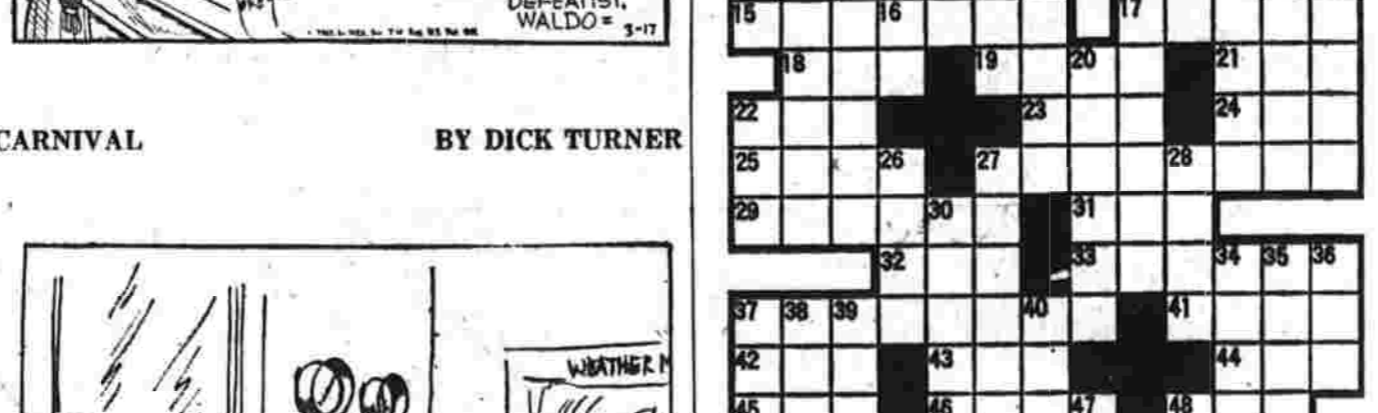 DEFEATIST,
WALDO=
3-17
CARNIVAL BY DICK TURNER
WEATHER
15 16 17
18 19 20 21
22 23 24
25 26 27 28
29 30 31
32 33 34 35 36
37 38 39 40 41
42 43 44
45 46 47 48